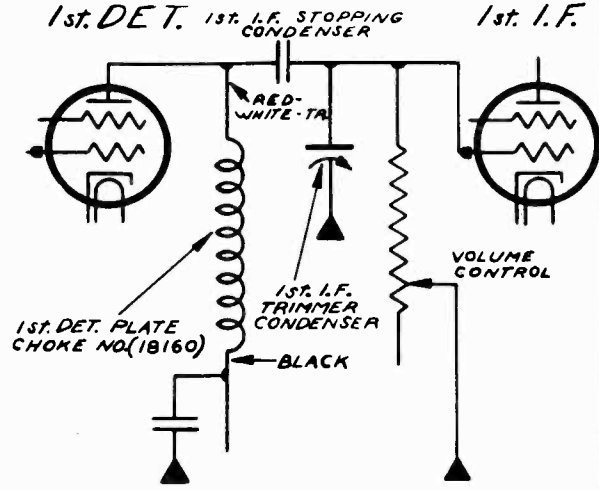 1st. DET.
1st. I.F. STOPPING
CONDENSER
1st. I.F.
RED-
WHITE-TR.
VOLUME
CONTROL
1st. I.F.
TRIMMER
CONDENSER
1st. DET. PLATE
CHOKE NO.(18160)
BLACK